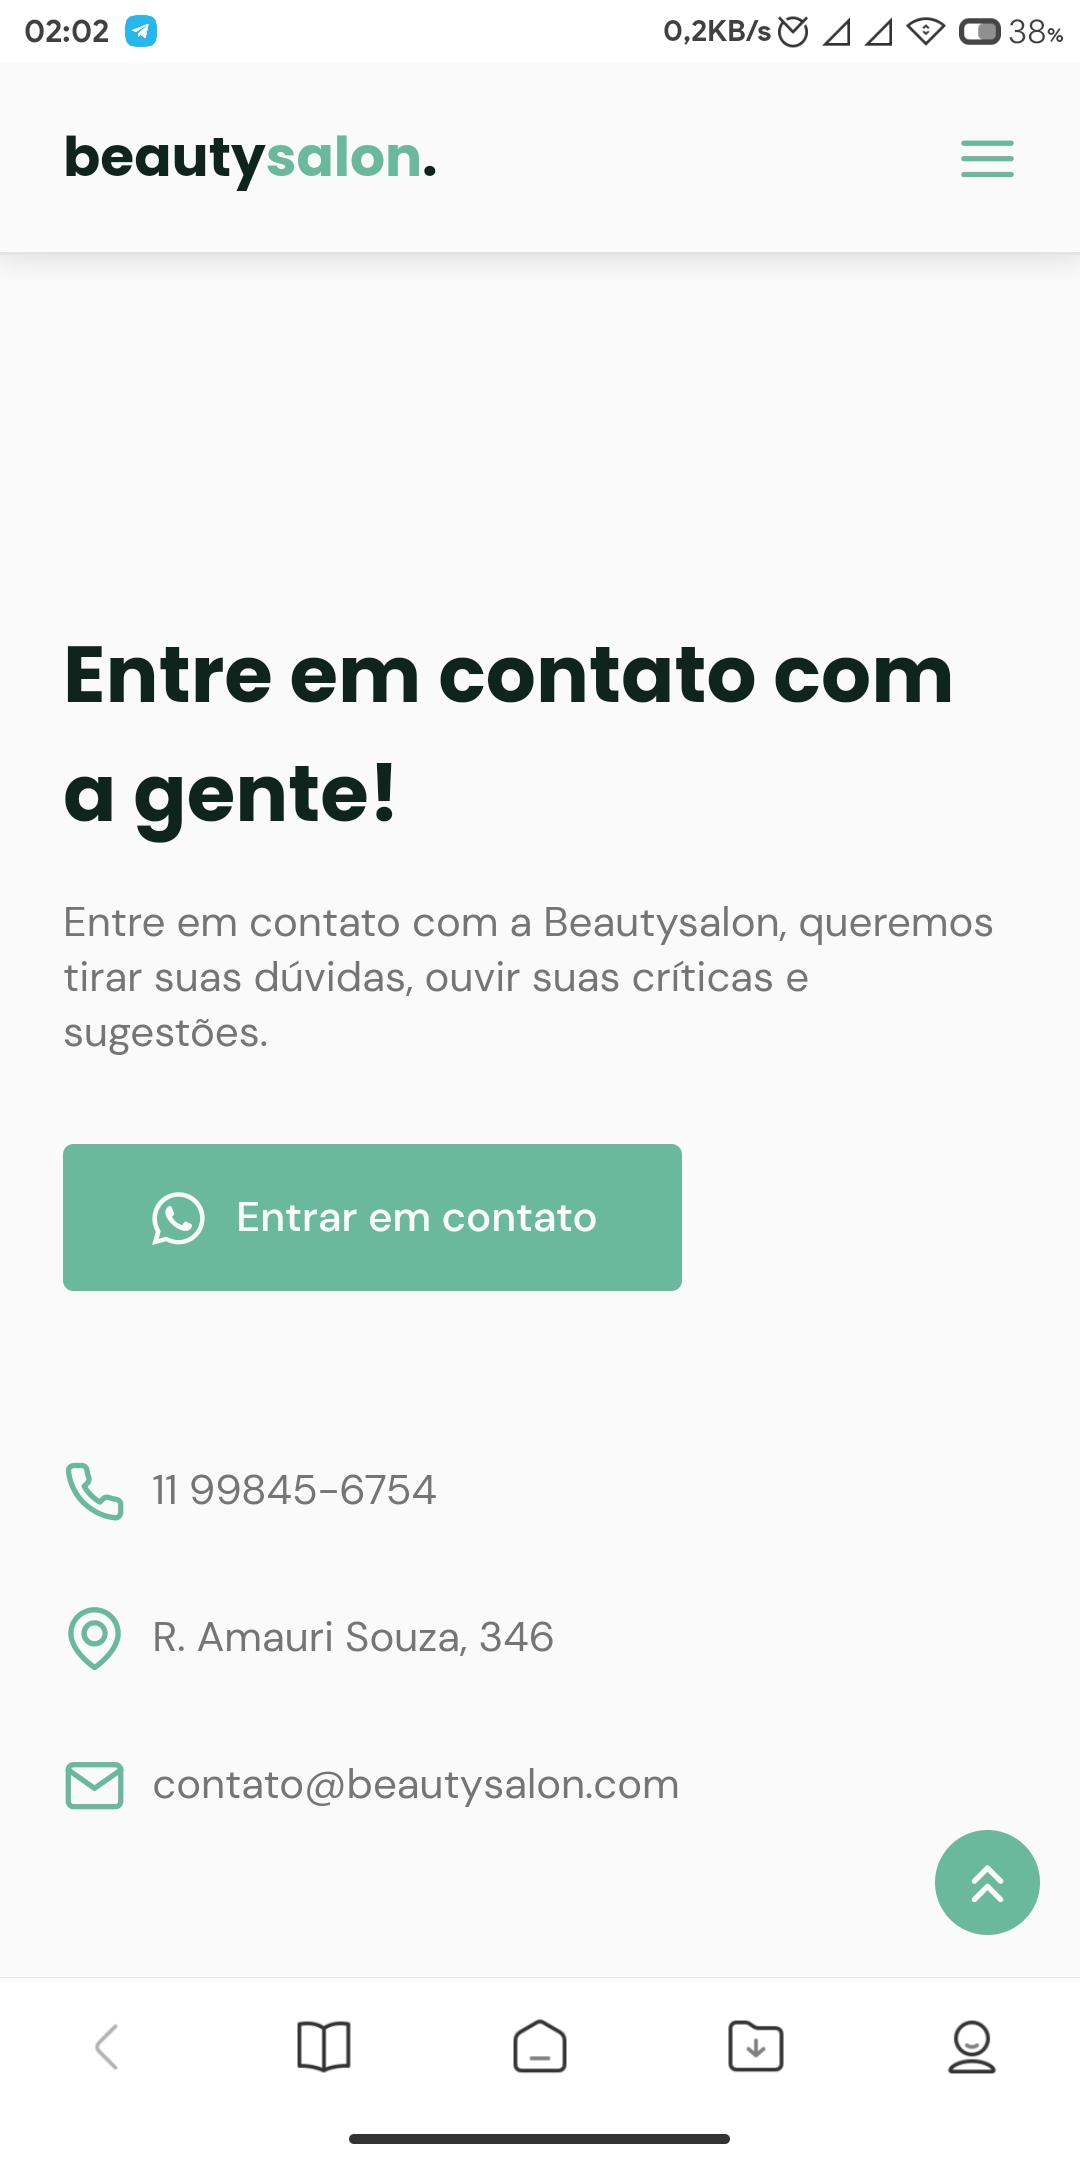 02:02
0,2KB/s
38%
beautysalon.
Entre em contato com
a gente!
Entre em contato com a Beautysalon, queremos
tirar suas dúvidas, ouvir suas críticas e
sugestões.
Entrar em contato
11 99845-6754
R. Amauri Souza, 346
contato@beautysalon.com